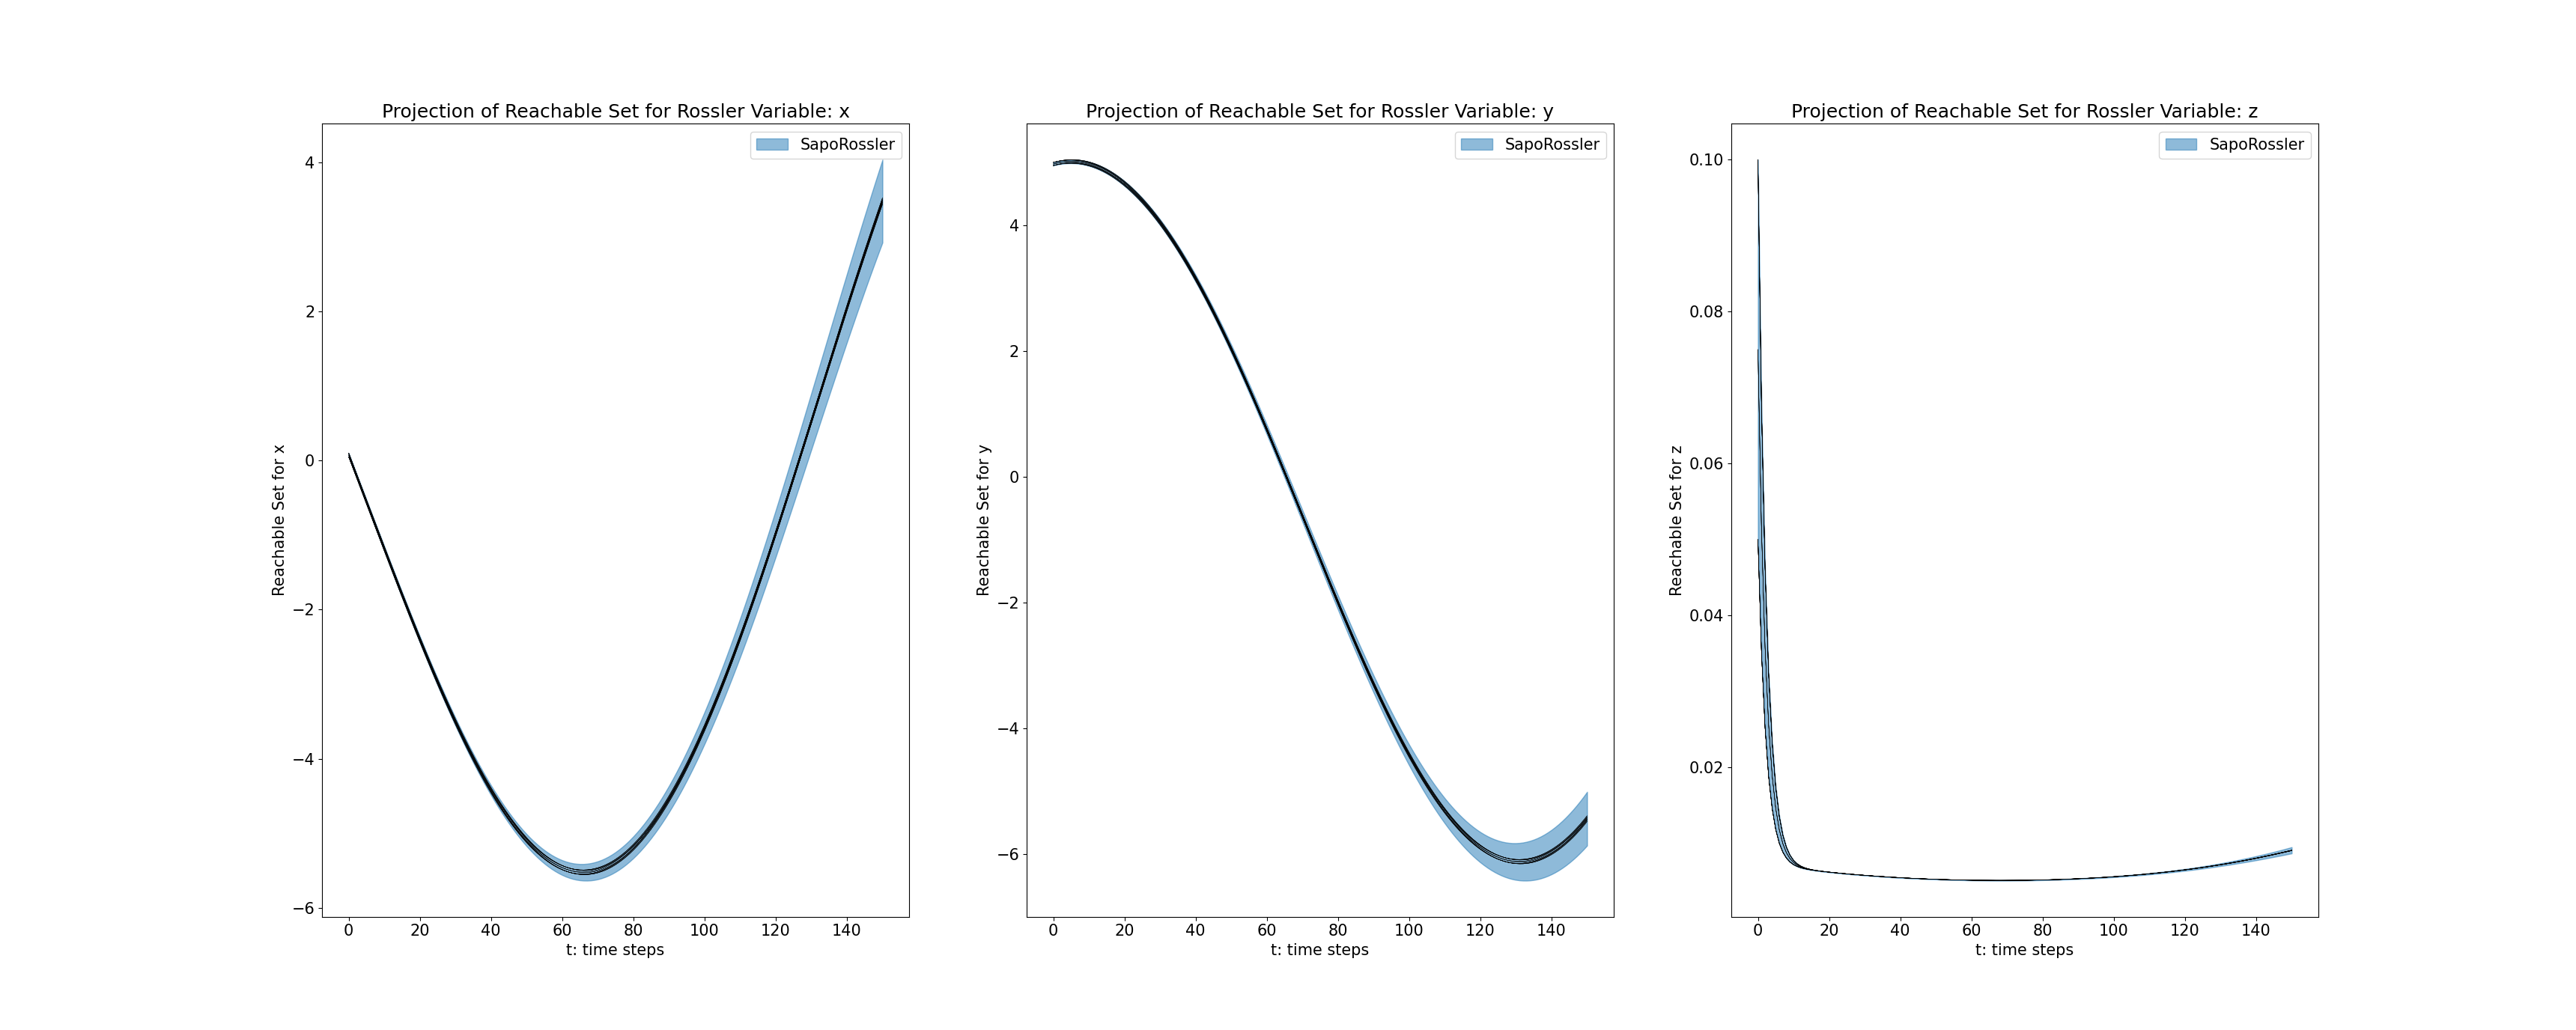 Projection of Reachable Set for Rossler Variable: x
SapoRossler
4
2
0
−2
−4
−6
Reachable Set for x
0 20 40 60 80 100 120 140
t: time steps
Projection of Reachable Set for Rossler Variable: y
SapoRossler
4
2
0
−2
−4
−6
Reachable Set for y
0 20 40 60 80 100 120 140
t: time steps
Projection of Reachable Set for Rossler Variable: z
SapoRossler
0.10
0.08
0.06
0.04
0.02
Reachable Set for z
0 20 40 60 80 100 120 140
t: time steps